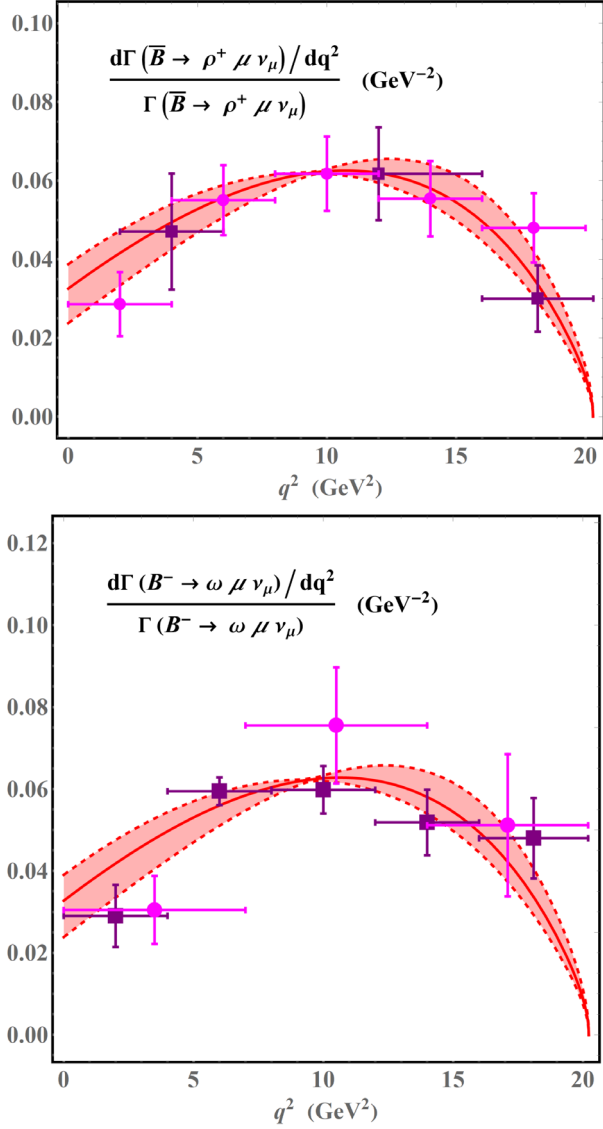 0.10
dΓ (B̅ → ρ⁺ μ ν_μ) / dq²
Γ (B̅ → ρ⁺ μ ν_μ)
(GeV⁻²)
0.08
0.06
0.04
0.02
0.00
0 5 10 15 20
q² (GeV²)
0.12
dΓ (B⁻ → ω μ ν_μ) / dq²
Γ (B⁻ → ω μ ν_μ)
(GeV⁻²)
0.10
0.08
0.06
0.04
0.02
0.00
0 5 10 15 20
q² (GeV²)